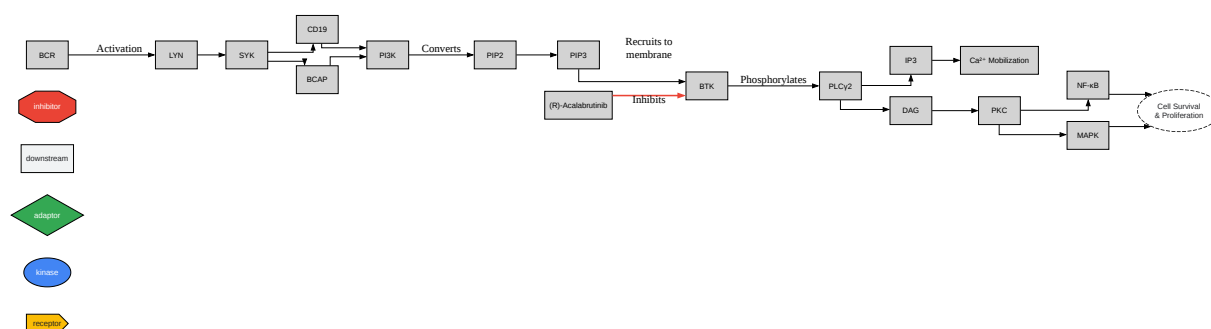 BCR
Activation
LYN
SYK
CD19
BCAP
PI3K
Converts
PIP2
PIP3
Recruits to
membrane
(R)-Acalabrutinib
Inhibits
BTK
Phosphorylates
PLCγ2
IP3
Ca²⁺ Mobilization
DAG
PKC
NF-κB
MAPK
Cell Survival
& Proliferation
inhibitor
downstream
adaptor
kinase
receptor